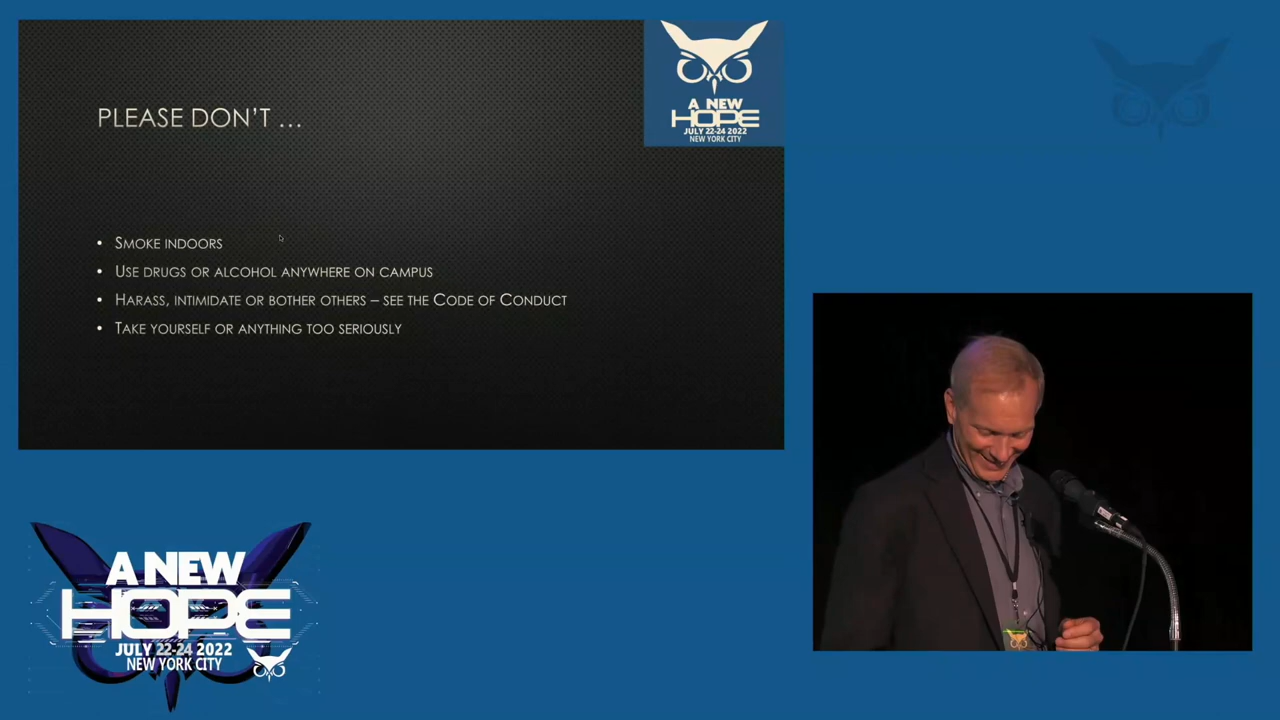 PLEASE DON'T …
• SMOKE INDOORS
• USE DRUGS OR ALCOHOL ANYWHERE ON CAMPUS
• HARASS, INTIMIDATE OR BOTHER OTHERS – SEE THE CODE OF CONDUCT
• TAKE YOURSELF OR ANYTHING TOO SERIOUSLY
A NEW
HOPE
JULY 22-24 2022
NEW YORK CITY
A NEW
HOPE
JULY 22-24 2022
NEW YORK CITY